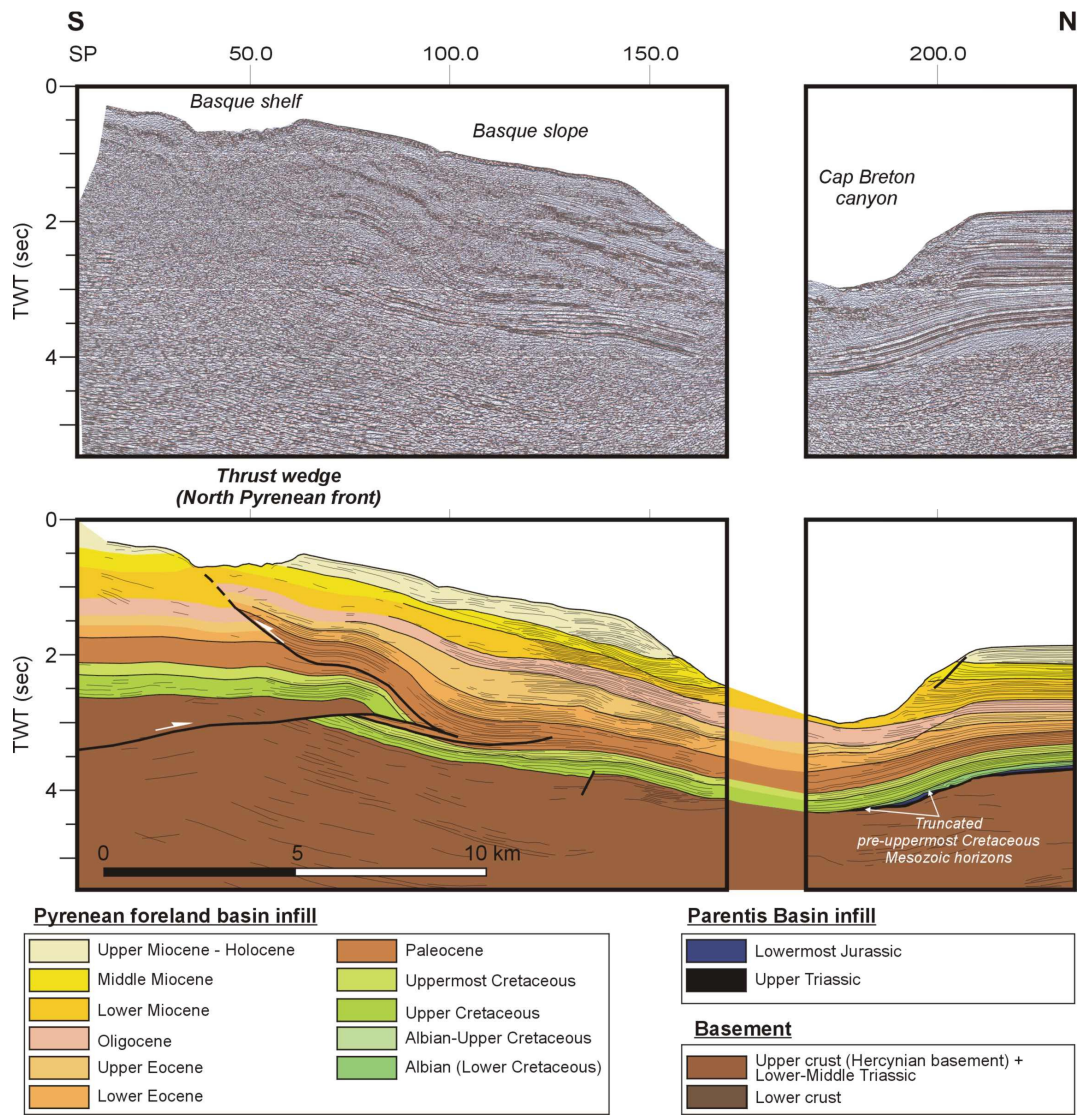 S
N
SP
50.0
100.0
150.0
200.0
0
Basque shelf
Basque slope
Cap Breton
canyon
2
TWT (sec)
4
Thrust wedge
(North Pyrenean front)
0
2
TWT (sec)
4
Truncated
pre-uppermost Cretaceous
Mesozoic horizons
0
5
10 km
Pyrenean foreland basin infill
Upper Miocene - Holocene
Middle Miocene
Lower Miocene
Oligocene
Upper Eocene
Lower Eocene
Paleocene
Uppermost Cretaceous
Upper Cretaceous
Albian-Upper Cretaceous
Albian (Lower Cretaceous)
Parentis Basin infill
Lowermost Jurassic
Upper Triassic
Basement
Upper crust (Hercynian basement) +
Lower-Middle Triassic
Lower crust